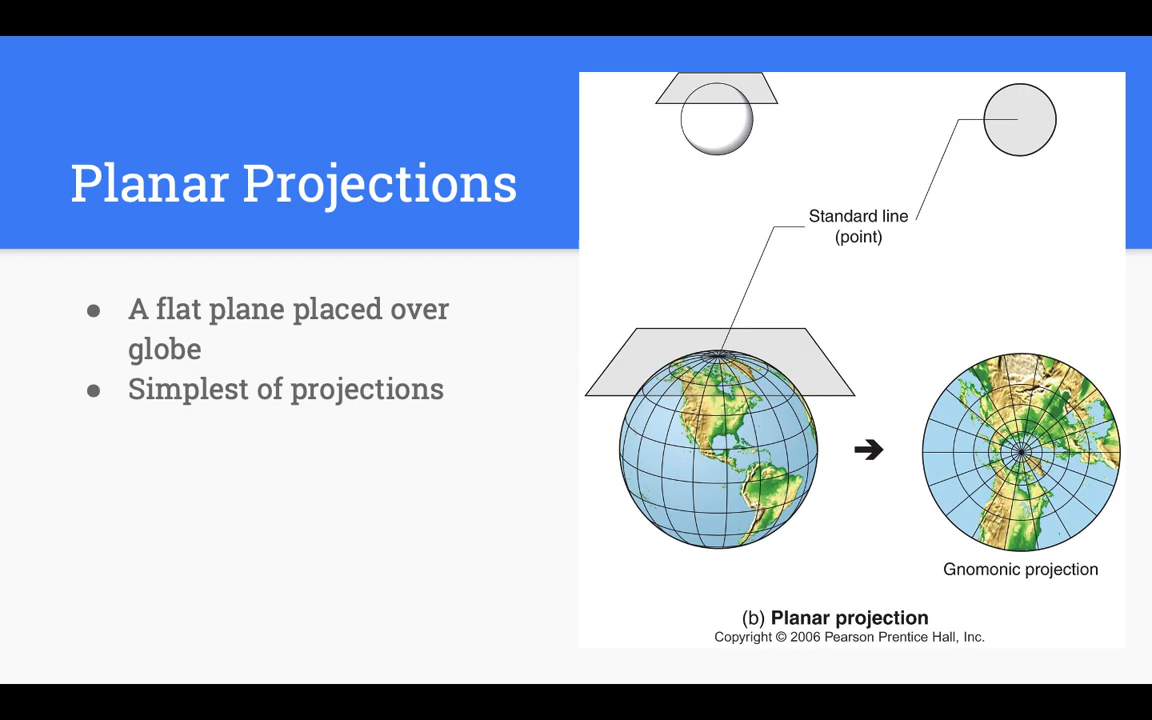 Planar Projections
● A flat plane placed over
globe
● Simplest of projections
Standard line
(point)
Gnomonic projection
(b) Planar projection
Copyright © 2006 Pearson Prentice Hall, Inc.